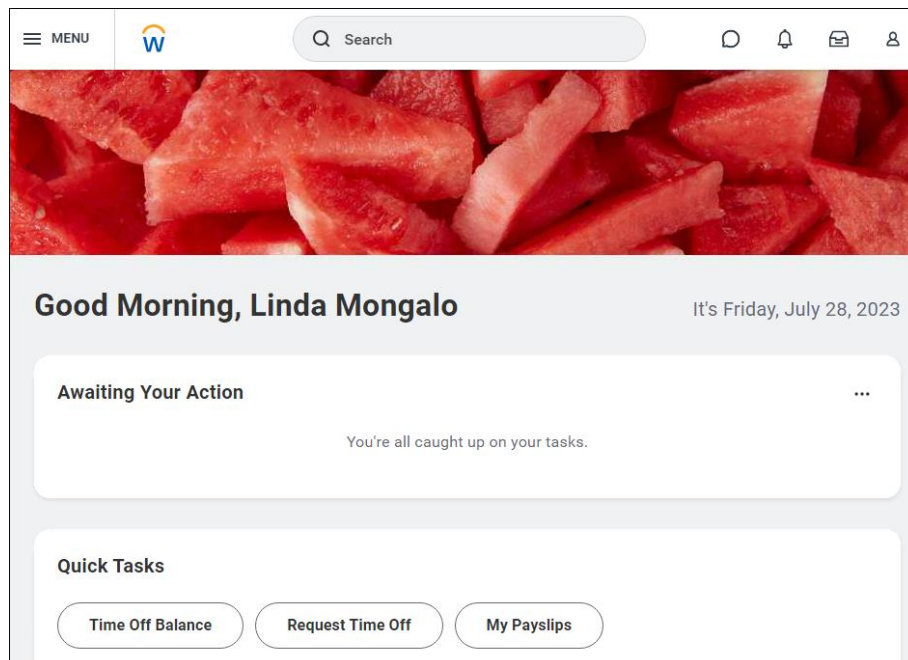 MENU
W
Search
Good Morning, Linda Mongalo
It's Friday, July 28, 2023
Awaiting Your Action
You're all caught up on your tasks.
Quick Tasks
Time Off Balance
Request Time Off
My Payslips